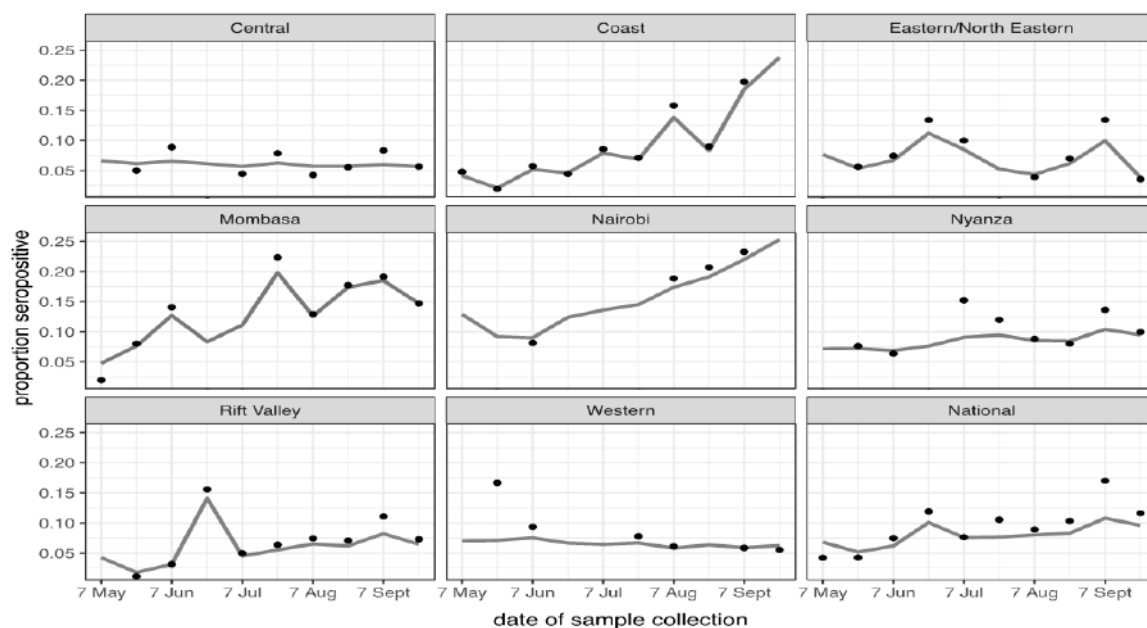 Central Coast Eastern/North Eastern
0.25
0.20
0.15
0.10
0.05
Mombasa Nairobi Nyanza
0.25
0.20
0.15
0.10
0.05
Rift Valley Western National
0.25
0.20
0.15
0.10
0.05
7 May 7 Jun 7 Jul 7 Aug 7 Sept 7 May 7 Jun 7 Jul 7 Aug 7 Sept 7 May 7 Jun 7 Jul 7 Aug 7 Sept
date of sample collection
proportion seropositive